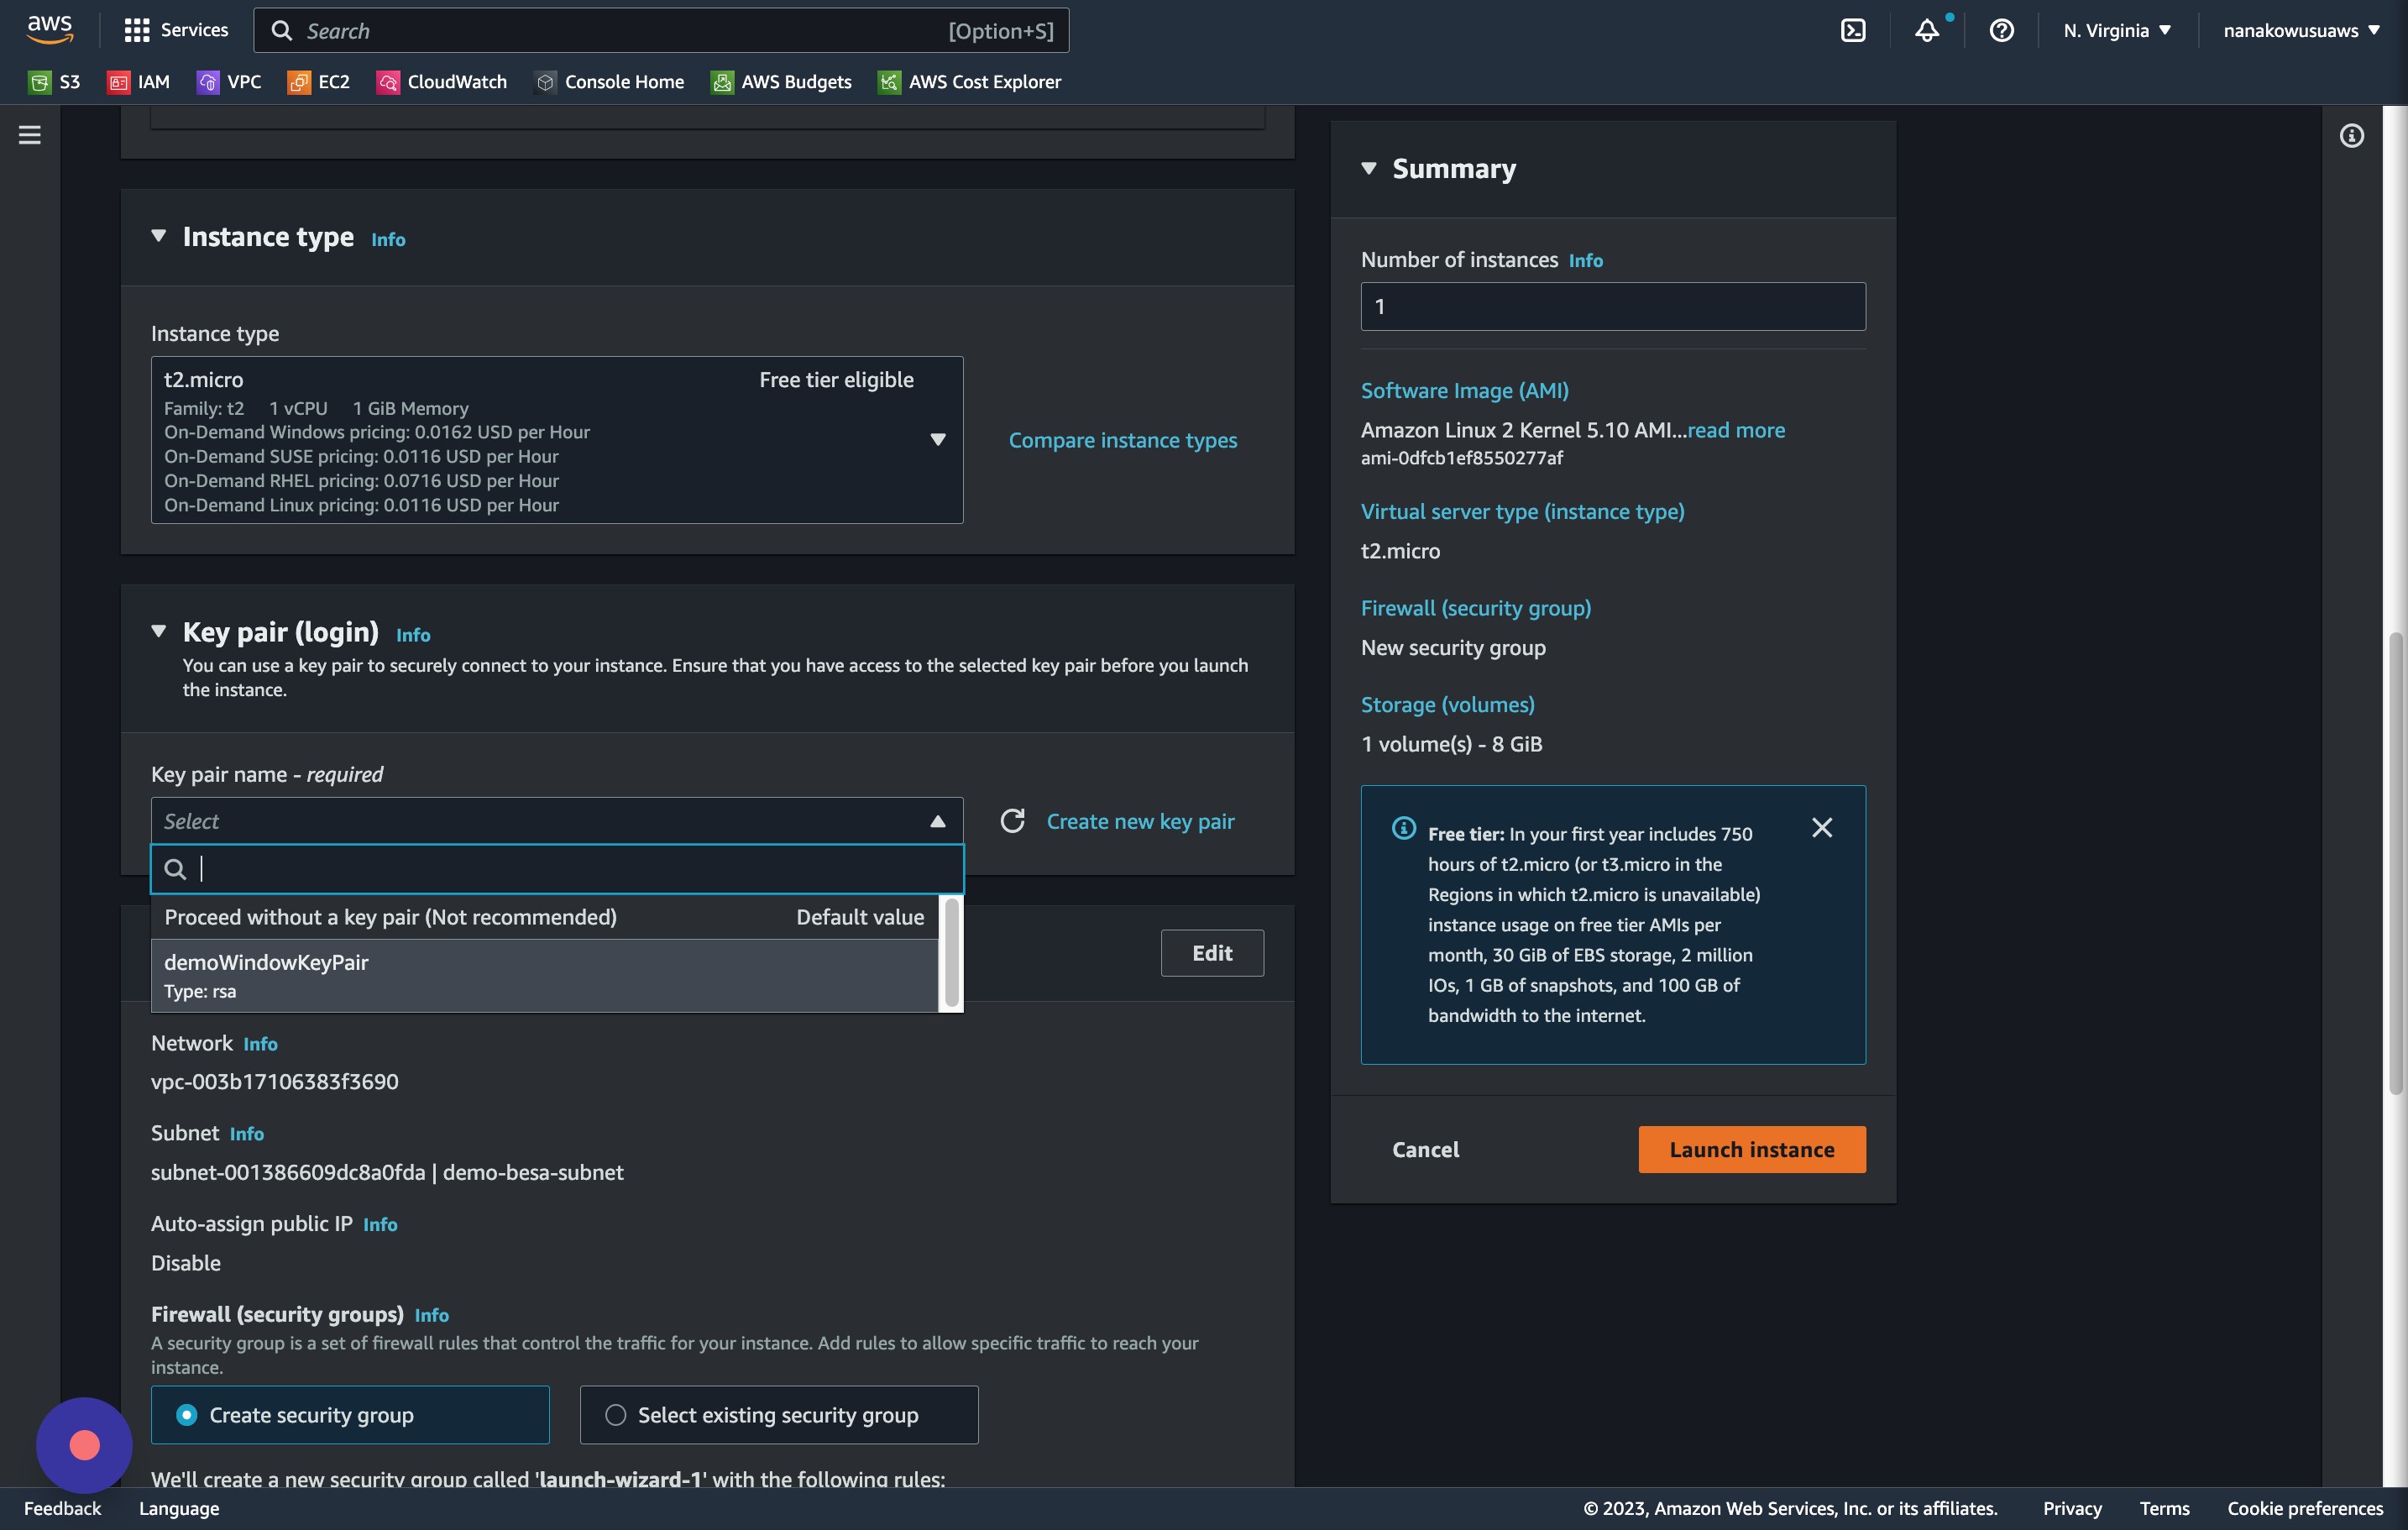 aws
Services
Search
[Option+S]
N. Virginia
nanakowusuaws
S3
IAM
VPC
EC2
CloudWatch
Console Home
AWS Budgets
AWS Cost Explorer
Instance type Info
Instance type
t2.micro Free tier eligible
Family: t2 1 vCPU 1 GiB Memory
On-Demand Windows pricing: 0.0162 USD per Hour
On-Demand SUSE pricing: 0.0116 USD per Hour
On-Demand RHEL pricing: 0.0716 USD per Hour
On-Demand Linux pricing: 0.0116 USD per Hour
Compare instance types
Key pair (login) Info
You can use a key pair to securely connect to your instance. Ensure that you have access to the selected key pair before you launch
the instance.
Key pair name - required
Select
Create new key pair
Proceed without a key pair (Not recommended) Default value
demoWindowKeyPair
Type: rsa
Edit
Network Info
vpc-003b17106383f3690
Subnet Info
subnet-001386609dc8a0fda | demo-besa-subnet
Auto-assign public IP Info
Disable
Firewall (security groups) Info
A security group is a set of firewall rules that control the traffic for your instance. Add rules to allow specific traffic to reach your
instance.
Create security group
Select existing security group
We'll create a new security group called 'launch-wizard-1' with the following rules:
Summary
Number of instances Info
1
Software Image (AMI)
Amazon Linux 2 Kernel 5.10 AMI...read more
ami-0dfcb1ef8550277af
Virtual server type (instance type)
t2.micro
Firewall (security group)
New security group
Storage (volumes)
1 volume(s) - 8 GiB
Free tier: In your first year includes 750
hours of t2.micro (or t3.micro in the
Regions in which t2.micro is unavailable)
instance usage on free tier AMIs per
month, 30 GiB of EBS storage, 2 million
IOs, 1 GB of snapshots, and 100 GB of
bandwidth to the internet.
Cancel
Launch instance
Feedback
Language
© 2023, Amazon Web Services, Inc. or its affiliates.
Privacy
Terms
Cookie preferences